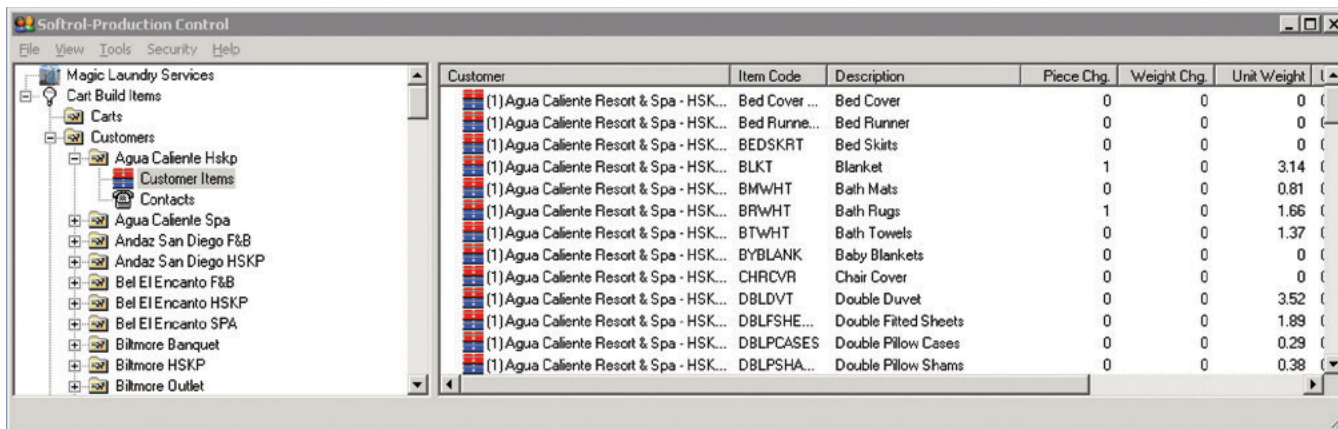 Softrol-Production Control
File View Tools Security Help
Magic Laundry Services
Cart Build Items
Carts
Customers
Agua Caliente Hskp
Customer Items
Contacts
Agua Caliente Spa
Andaz San Diego F&B
Andaz San Diego HSKP
Bel El Encanto F&B
Bel El Encanto HSKP
Bel El Encanto SPA
Biltmore Banquet
Biltmore HSKP
Biltmore Outlet
Customer Item Code Description Piece Chg. Weight Chg. Unit Weight
(1) Agua Caliente Resort & Spa - HSK... Bed Cover ... Bed Cover 0 0 0
(1) Agua Caliente Resort & Spa - HSK... Bed Runne... Bed Runner 0 0 0
(1) Agua Caliente Resort & Spa - HSK... BEDSKRT Bed Skirts 0 0 0
(1) Agua Caliente Resort & Spa - HSK... BLKT Blanket 1 0 3.14
(1) Agua Caliente Resort & Spa - HSK... BMWHT Bath Mats 0 0 0.81
(1) Agua Caliente Resort & Spa - HSK... BRWHT Bath Rugs 1 0 1.66
(1) Agua Caliente Resort & Spa - HSK... BTWHT Bath Towels 0 0 1.37
(1) Agua Caliente Resort & Spa - HSK... BYBLANK Baby Blankets 0 0 0
(1) Agua Caliente Resort & Spa - HSK... CHRCVR Chair Cover 0 0 0
(1) Agua Caliente Resort & Spa - HSK... DBLDVT Double Duvet 0 0 3.52
(1) Agua Caliente Resort & Spa - HSK... DBLFSHE... Double Fitted Sheets 0 0 1.89
(1) Agua Caliente Resort & Spa - HSK... DBLPCASES Double Pillow Cases 0 0 0.29
(1) Agua Caliente Resort & Spa - HSK... DBLPSHA... Double Pillow Shams 0 0 0.38